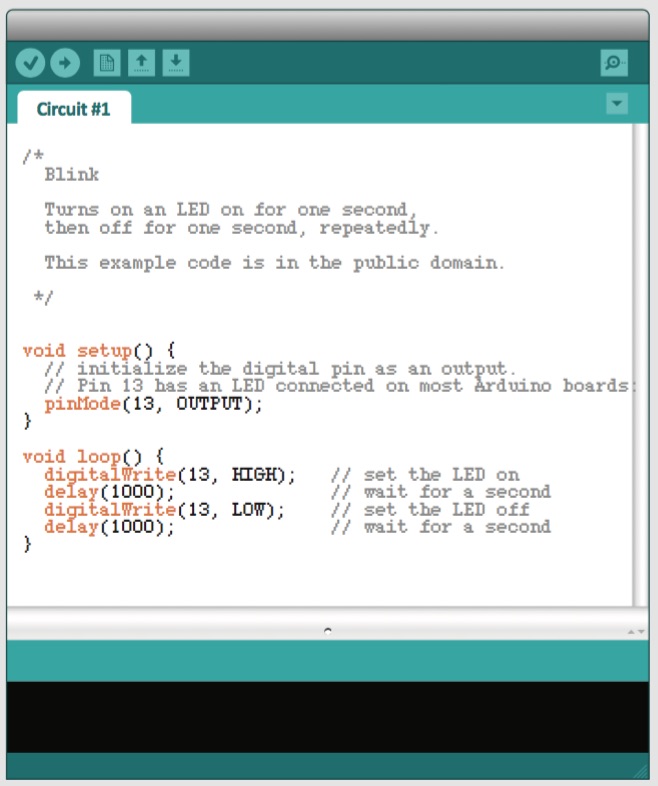 Circuit #1
/*
Blink
Turns on an LED on for one second,
then off for one second, repeatedly.
This example code is in the public domain.
*/
void setup() {
// initialize the digital pin as an output.
// Pin 13 has an LED connected on most Arduino boards:
pinMode(13, OUTPUT);
}
void loop() {
digitalWrite(13, HIGH);   // set the LED on
delay(1000);              // wait for a second
digitalWrite(13, LOW);    // set the LED off
delay(1000);              // wait for a second
}